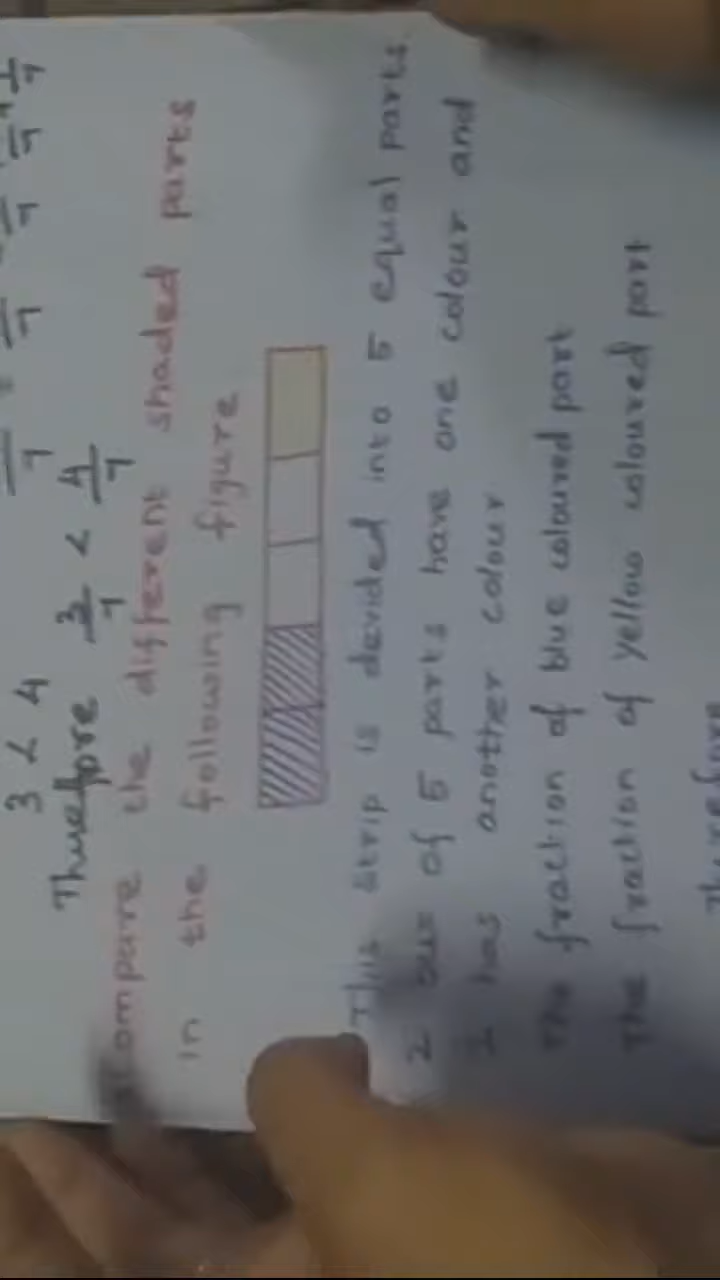 3 < 4
Therefore 3/7 < 4/7
Compare the different shaded parts
in the following figure
This strip is devided into 5 equal parts
2 out of 5 parts have one colour and
1 has another colour
The fraction of blue coloured part
The fraction of yellow coloured part
Therefore